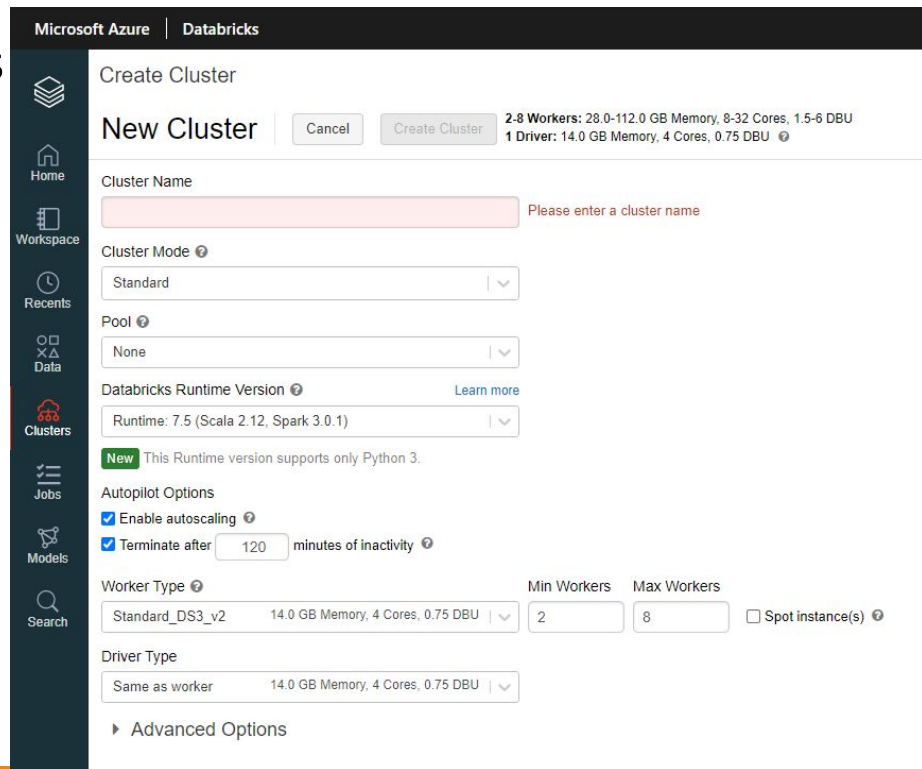 Microsoft Azure Databricks
S
Create Cluster
New Cluster Cancel Create Cluster 2-8 Workers: 28.0-112.0 GB Memory, 8-32 Cores, 1.5-6 DBU
1 Driver: 14.0 GB Memory, 4 Cores, 0.75 DBU ?
Home
Cluster Name
Please enter a cluster name
Workspace
Cluster Mode ?
Standard
Recents
Pool ?
None
Data
Databricks Runtime Version ? Learn more
Runtime: 7.5 (Scala 2.12, Spark 3.0.1)
Clusters
New This Runtime version supports only Python 3.
Jobs
Autopilot Options
Enable autoscaling ?
Terminate after 120 minutes of inactivity ?
Models
Worker Type ? Min Workers Max Workers
Standard_DS3_v2 14.0 GB Memory, 4 Cores, 0.75 DBU 2 8 Spot instance(s) ?
Search
Driver Type
Same as worker 14.0 GB Memory, 4 Cores, 0.75 DBU
Advanced Options